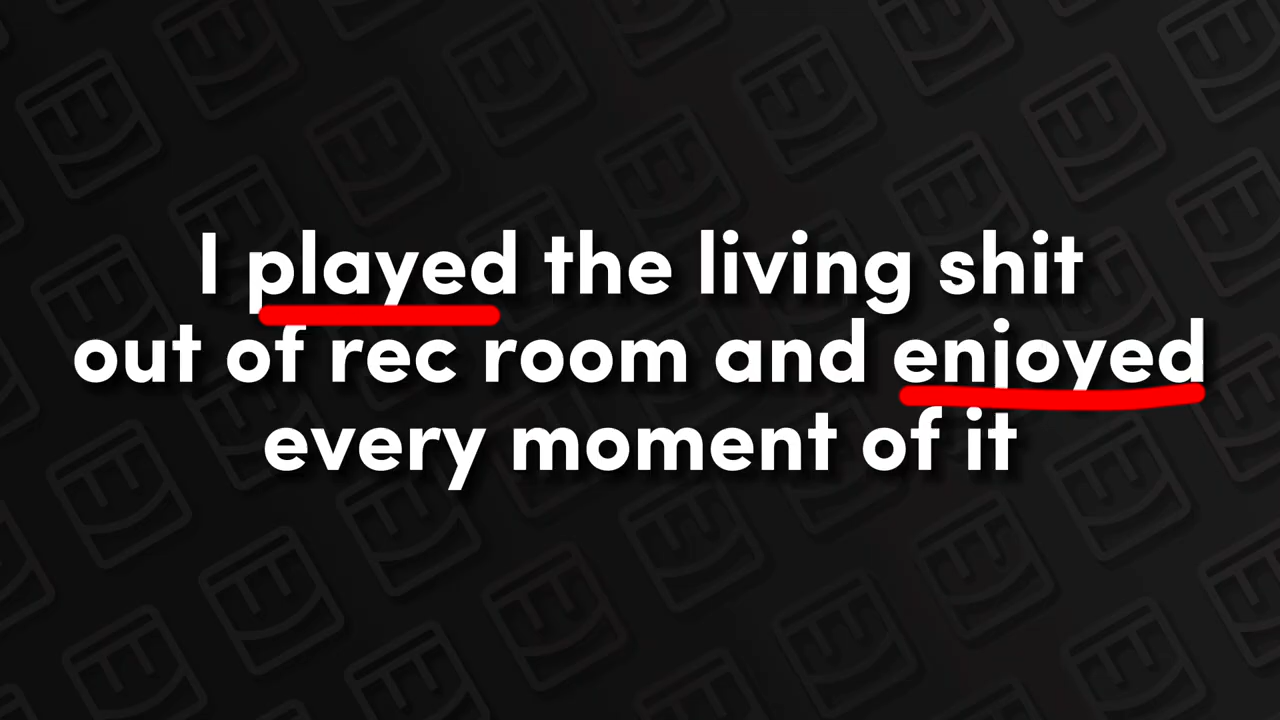 I played the living shit
out of rec room and enjoyed
every moment of it